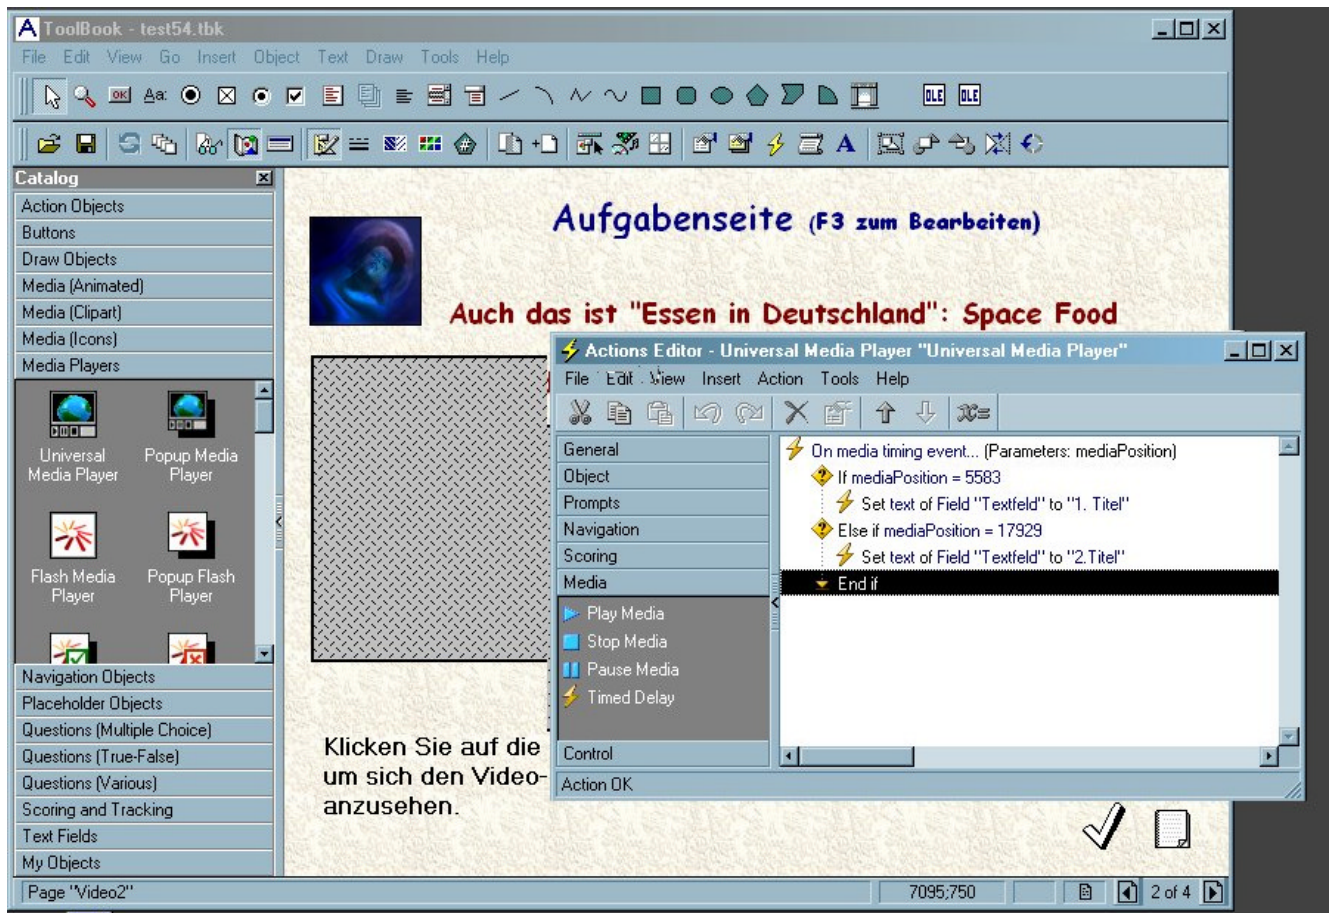 ToolBook - test54.tbk
File Edit View Go Insert Object Text Draw Tools Help
OK Aa: OLE OLE
A
Catalog
Action Objects
Buttons
Draw Objects
Media (Animated)
Media (Clipart)
Media (Icons)
Media Players
Universal Media Player
Popup Media Player
Flash Media Player
Popup Flash Player
Navigation Objects
Placeholder Objects
Questions (Multiple Choice)
Questions (True-False)
Questions (Various)
Scoring and Tracking
Text Fields
My Objects
Aufgabenseite (F3 zum Bearbeiten)
Auch das ist "Essen in Deutschland": Space Food
Klicken Sie auf die
um sich den Video-
anzusehen.
Actions Editor - Universal Media Player "Universal Media Player"
File Edit View Insert Action Tools Help
General
Object
Prompts
Navigation
Scoring
Media
Play Media
Stop Media
Pause Media
Timed Delay
Control
On media timing event... (Parameters: mediaPosition)
If mediaPosition = 5583
Set text of Field "Textfeld" to "1. Titel"
Else if mediaPosition = 17929
Set text of Field "Textfeld" to "2.Titel"
End if
Action OK
Page "Video2"
7095;750
2 of 4